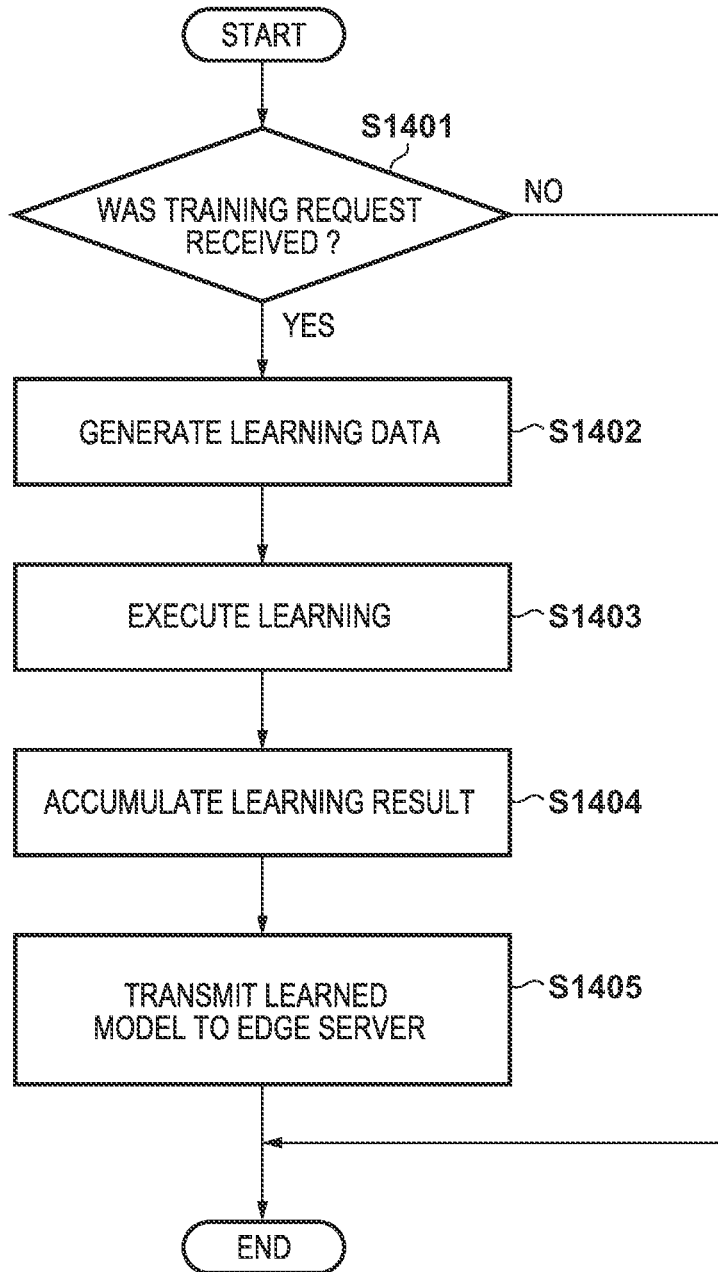 START
S1401
WAS TRAINING REQUEST
RECEIVED ?
NO
YES
GENERATE LEARNING DATA
S1402
EXECUTE LEARNING
S1403
ACCUMULATE LEARNING RESULT
S1404
TRANSMIT LEARNED
MODEL TO EDGE SERVER
S1405
END